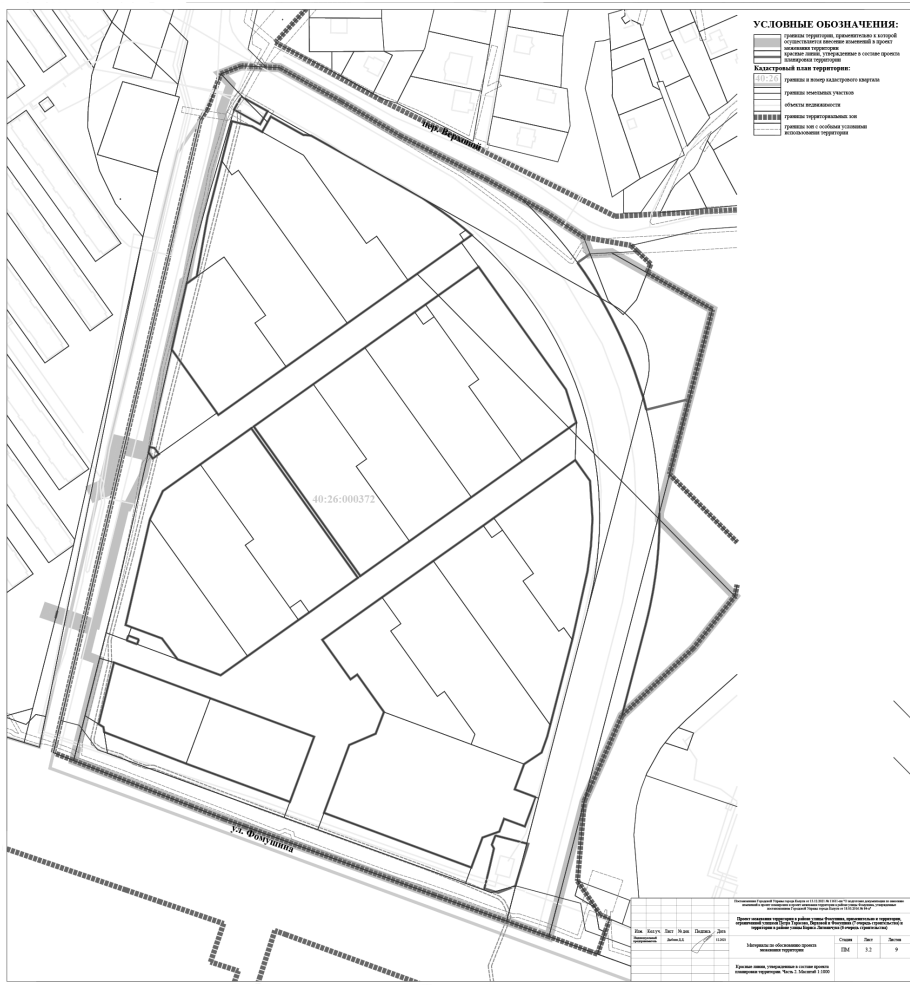 УСЛОВНЫЕ ОБОЗНАЧЕНИЯ:
границы территории, применительно к которой
осуществляется внесение изменений в проект
межевания территории
красные линии, утвержденные в составе проекта
планировки территории
Кадастровый план территории:
40:26 границы и номер кадастрового квартала
границы земельных участков
объекты недвижимости
границы территориальных зон
границы зон с особыми условиями
использования территории
пер. Верховой
40:26:000372
ул. Фомушина
Изм. Кол.уч. Лист № док. Подпись Дата
Материалы по обоснованию проекта
межевания территории
Стадия Лист Листов
ПМ 3.2 9
Красные линии, утвержденные в составе проекта
планировки территории. Часть 2. Масштаб 1:1000